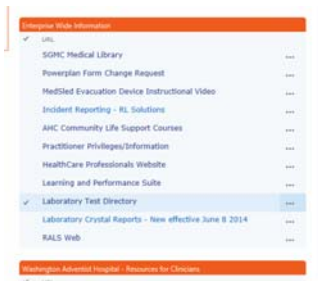 Enterprise Wide Information
URL
SGMC Medical Library
Powerplan Form Change Request
MedSled Evacuation Device Instructional Video
Incident Reporting - RL Solutions
AHC Community Life Support Courses
Practitioner Privileges/Information
HealthCare Professionals Website
Learning and Performance Suite
Laboratory Test Directory
Laboratory Crystal Reports - New effective June 8 2014
RALS Web
Washington Adventist Hospital - Resources for Clinicians